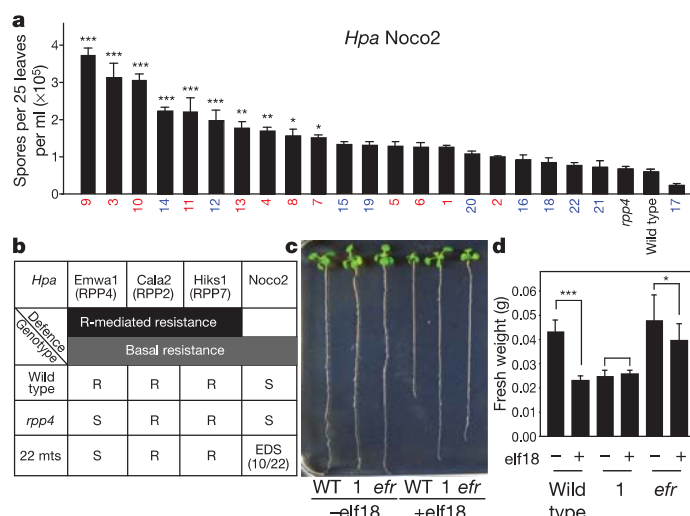 a
Hpa Noco2
Spores per 25 leaves
per ml (×10⁵)
4
3
2
1
0
*** *** *** *** *** *** ** ** * *
9 3 10 14 11 12 13 4 8 7 15 19 5 6 1 20 2 16 18 22 21 rpp4 Wild type 17
b
Hpa Emwa1 Cala2 Hiks1 Noco2
(RPP4) (RPP2) (RPP7)
Defence
Genotype
R-mediated resistance
Basal resistance
Wild type R R R S
rpp4 S R R S
22 mts S R R EDS (10/22)
c
WT 1 efr WT 1 efr
–elf18 +elf18
d
Fresh weight (g)
0.06
0.05
0.04
0.03
0.02
0.01
0.00
*** *
– + – + – +
elf18
Wild type 1 efr